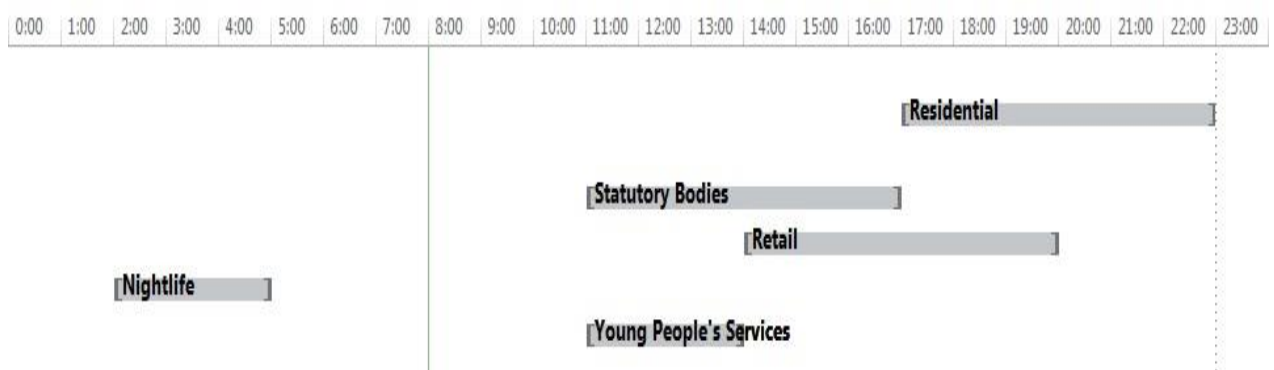 0:00 1:00 2:00 3:00 4:00 5:00 6:00 7:00 8:00 9:00 10:00 11:00 12:00 13:00 14:00 15:00 16:00 17:00 18:00 19:00 20:00 21:00 22:00 23:00
Residential
Statutory Bodies
Retail
Nightlife
Young People's Services